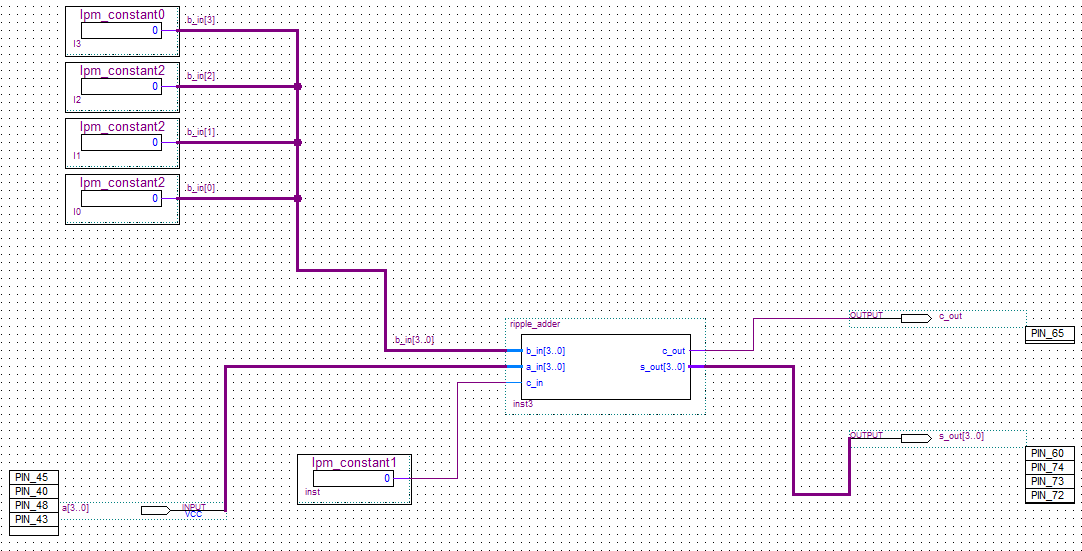 lpm_constant0
b_in[3]
0
I3
lpm_constant2
b_in[2]
0
I2
lpm_constant2
b_in[1]
0
I1
lpm_constant2
b_in[0]
0
I0
ripple_adder
b_in[3..0]
b_in[3..0]
c_out
a_in[3..0]
s_out[3..0]
c_in
inst3
OUTPUT
c_out
PIN_65
OUTPUT
s_out[3..0]
PIN_60
PIN_74
PIN_73
PIN_72
lpm_constant1
0
inst
PIN_45
PIN_40
PIN_48
PIN_43
a[3..0]
INPUT
VCC